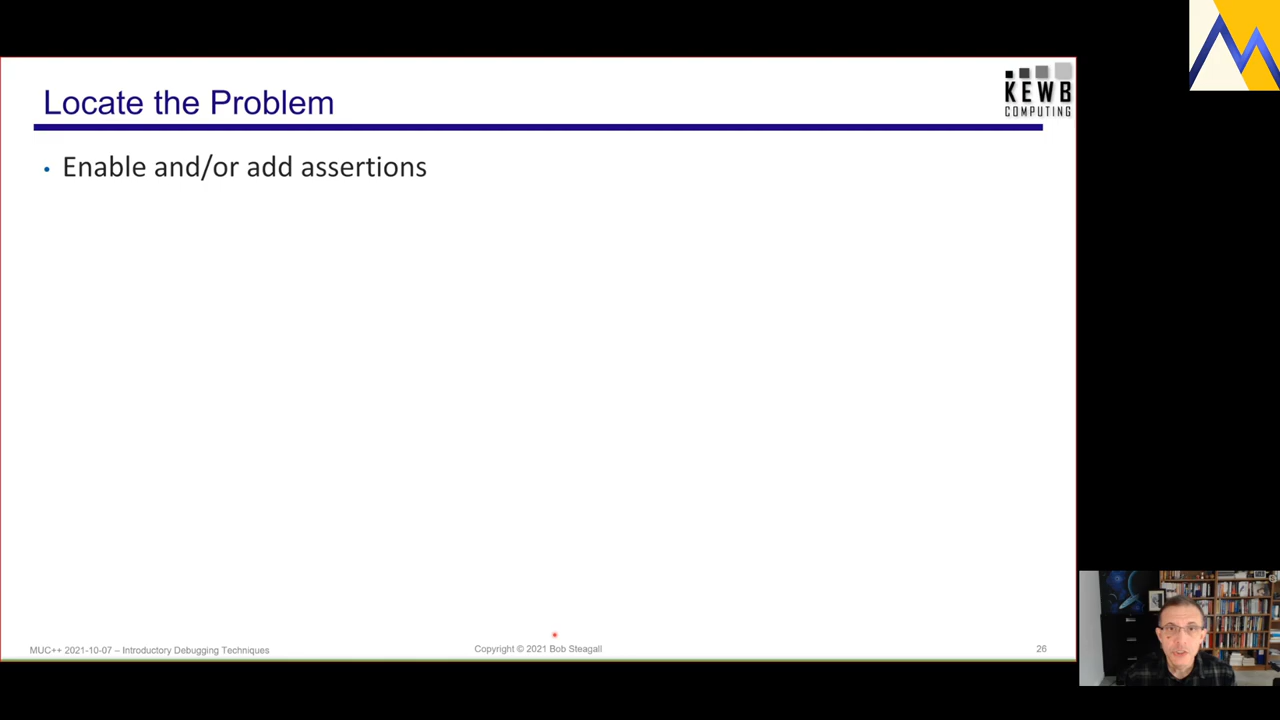 Locate the Problem
KEWB
COMPUTING
• Enable and/or add assertions
MUC++ 2021-10-07 – Introductory Debugging Techniques
Copyright © 2021 Bob Steagall
26